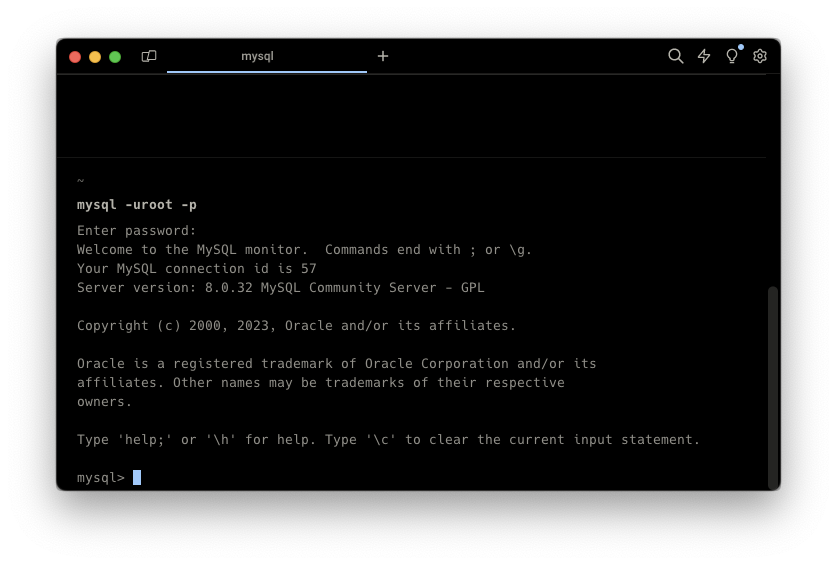 mysql
~
mysql -uroot -p
Enter password:
Welcome to the MySQL monitor.  Commands end with ; or \g.
Your MySQL connection id is 57
Server version: 8.0.32 MySQL Community Server - GPL
Copyright (c) 2000, 2023, Oracle and/or its affiliates.
Oracle is a registered trademark of Oracle Corporation and/or its
affiliates. Other names may be trademarks of their respective
owners.
Type 'help;' or '\h' for help. Type '\c' to clear the current input statement.
mysql>